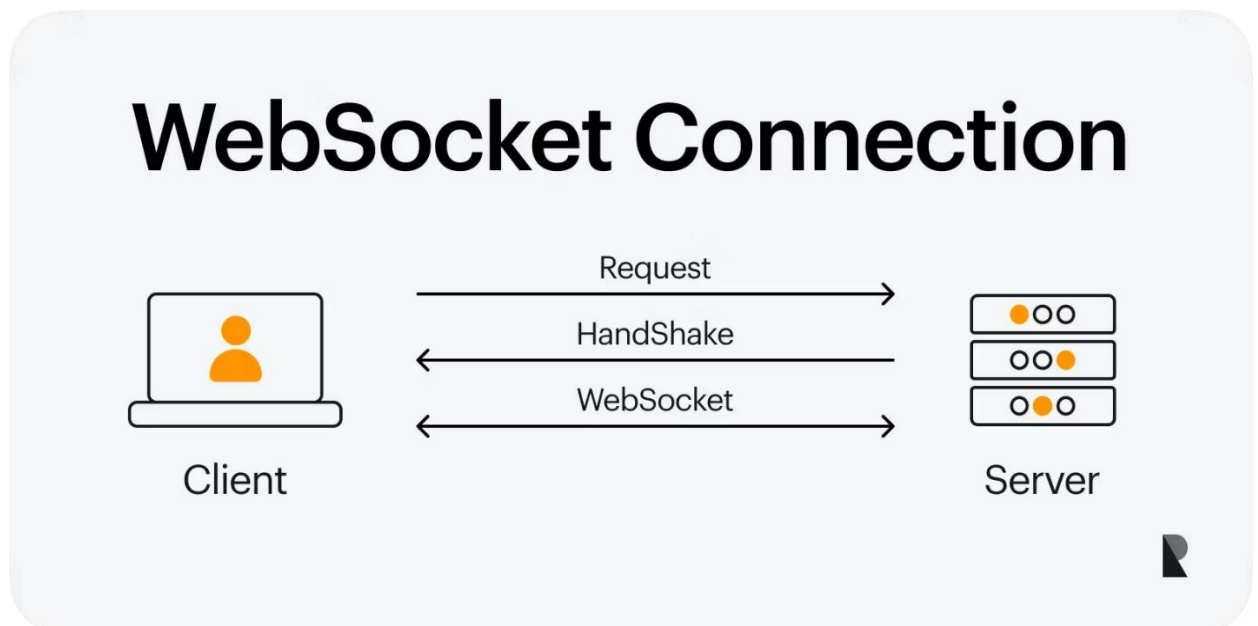 WebSocket Connection
Request
HandShake
WebSocket
Client
Server